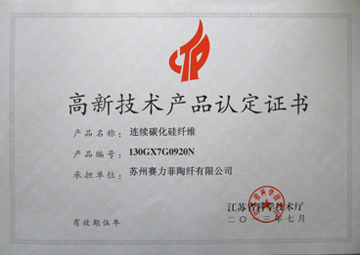 CTP
高新技术产品认定证书
产品名称：连续碳化硅纤维
产品编号：130GX7G0920N
承担单位：苏州赛力菲陶纤有限公司
江苏省科学技术厅
二〇一三年七月
有效期伍年